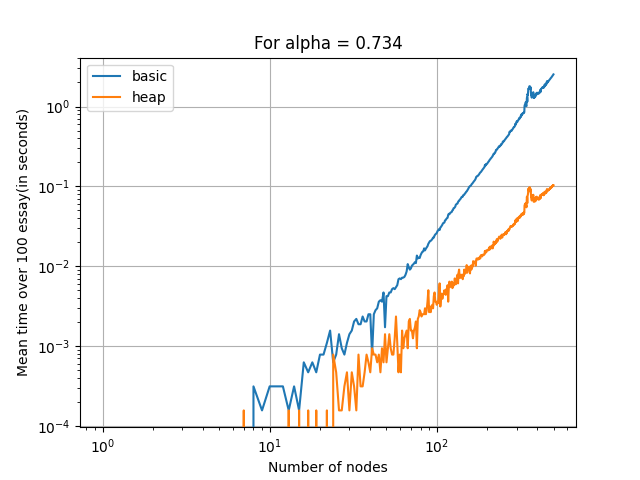 For alpha = 0.734
basic
heap
Mean time over 100 essay(in seconds)
10⁰
10⁻¹
10⁻²
10⁻³
10⁻⁴
10⁰ 10¹ 10²
Number of nodes